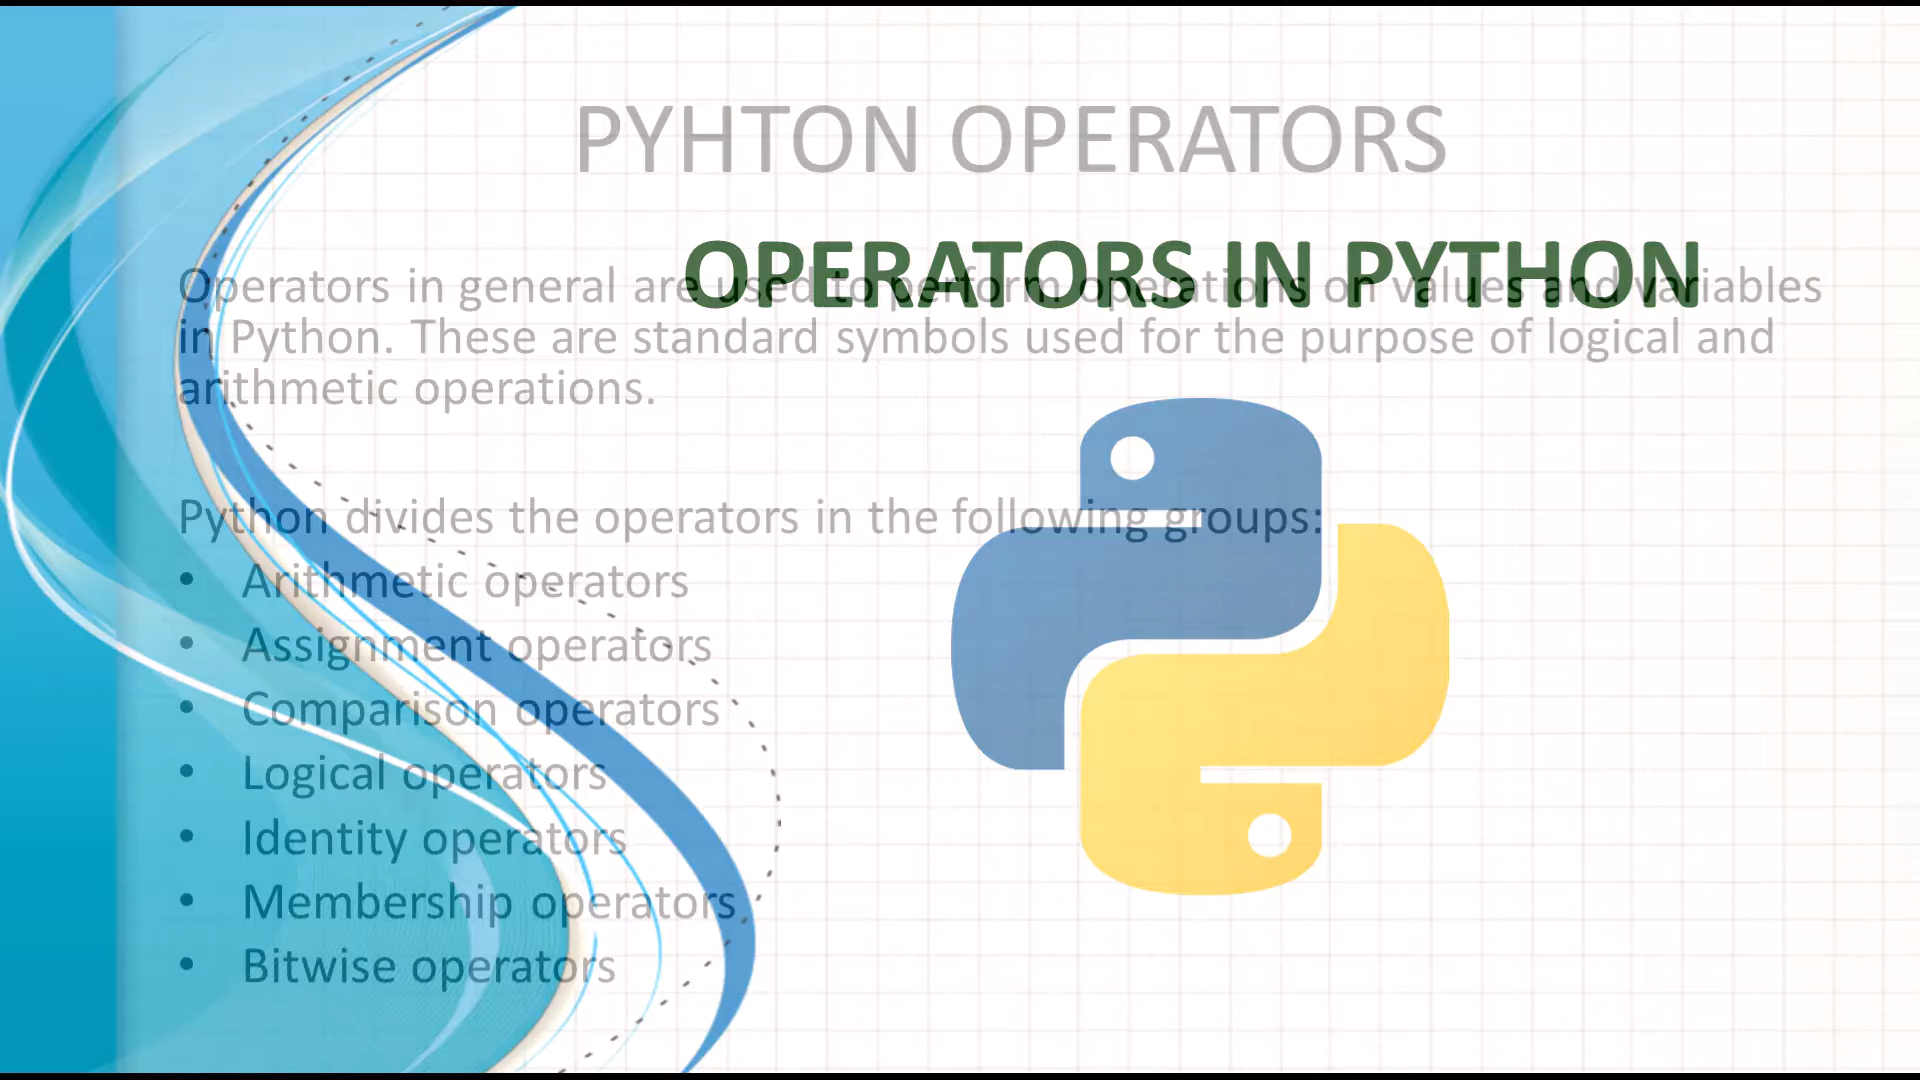 PYHTON OPERATORS
OPERATORS IN PYTHON
Operators in general are used to perform operations on values and variables
in Python. These are standard symbols used for the purpose of logical and
arithmetic operations.
Python divides the operators in the following groups:
• Arithmetic operators
• Assignment operators
• Comparison operators
• Logical operators
• Identity operators
• Membership operators
• Bitwise operators